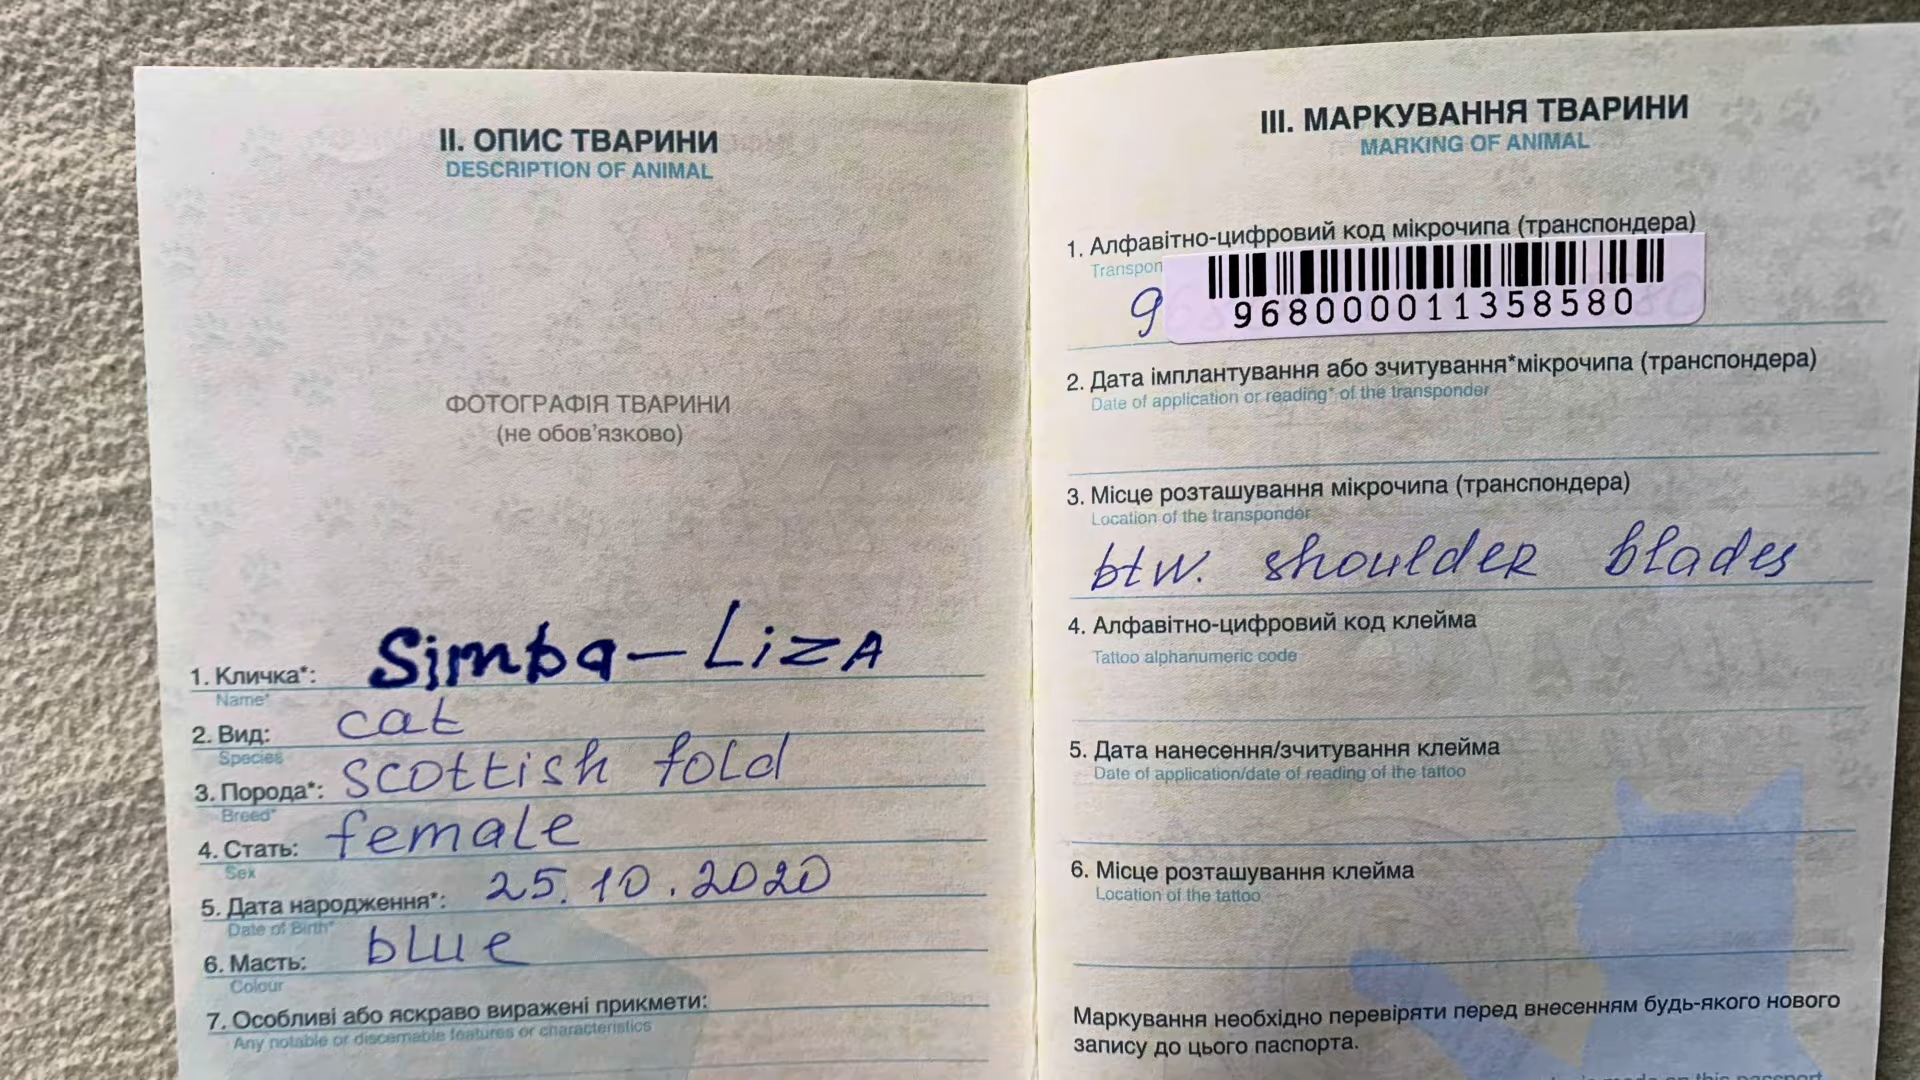 II. ОПИС ТВАРИНИ
DESCRIPTION OF ANIMAL
ФОТОГРАФІЯ ТВАРИНИ
(не обов'язково)
1. Кличка*: Simba-Liza
Name*
2. Вид: cat
Species
3. Порода*: scottish fold
Breed*
4. Стать: female
Sex
5. Дата народження*: 25.10.2020
Date of Birth*
6. Масть: blue
Colour
7. Особливі або яскраво виражені прикмети:
Any notable or discernable features or characteristics
III. МАРКУВАННЯ ТВАРИНИ
MARKING OF ANIMAL
1. Алфавітно-цифровий код мікрочипа (транспондера)
9
968000011358580
2. Дата імплантування або зчитування*мікрочипа (транспондера)
Date of application or reading* of the transponder
3. Місце розташування мікрочипа (транспондера)
Location of the transponder
btw. shoulder blades
4. Алфавітно-цифровий код клейма
Tattoo alphanumeric code
5. Дата нанесення/зчитування клейма
Date of application/date of reading of the tattoo
6. Місце розташування клейма
Location of the tattoo
Маркування необхідно перевіряти перед внесенням будь-якого нового
запису до цього паспорта.